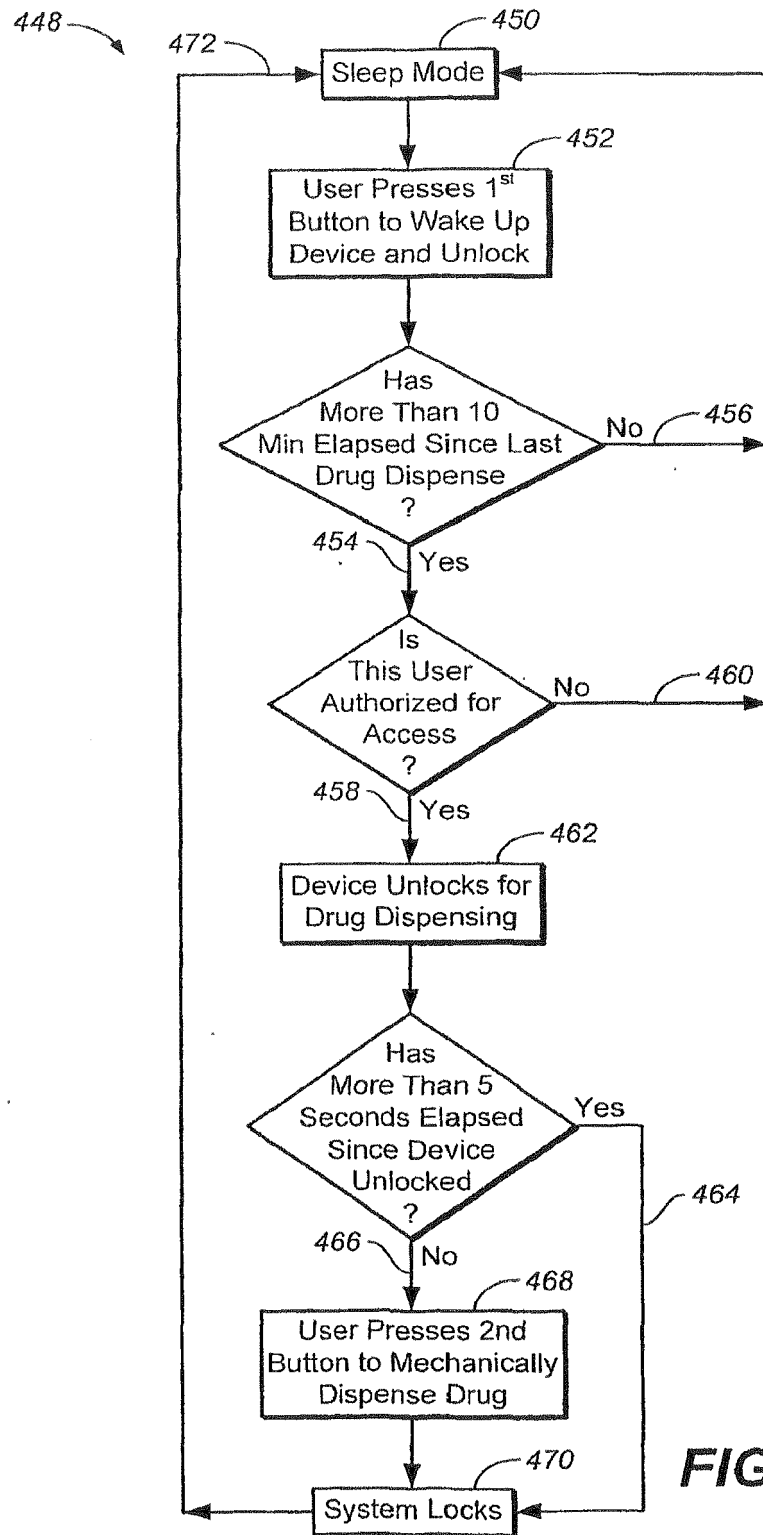 448
472
450
Sleep Mode
452
User Presses 1st
Button to Wake Up
Device and Unlock
Has
More Than 10
Min Elapsed Since Last
Drug Dispense
?
No
456
454
Yes
Is
This User
Authorized for
Access
?
No
460
458
Yes
462
Device Unlocks for
Drug Dispensing
Has
More Than 5
Seconds Elapsed
Since Device
Unlocked
?
Yes
464
466
No
468
User Presses 2nd
Button to Mechanically
Dispense Drug
470
System Locks
FIG